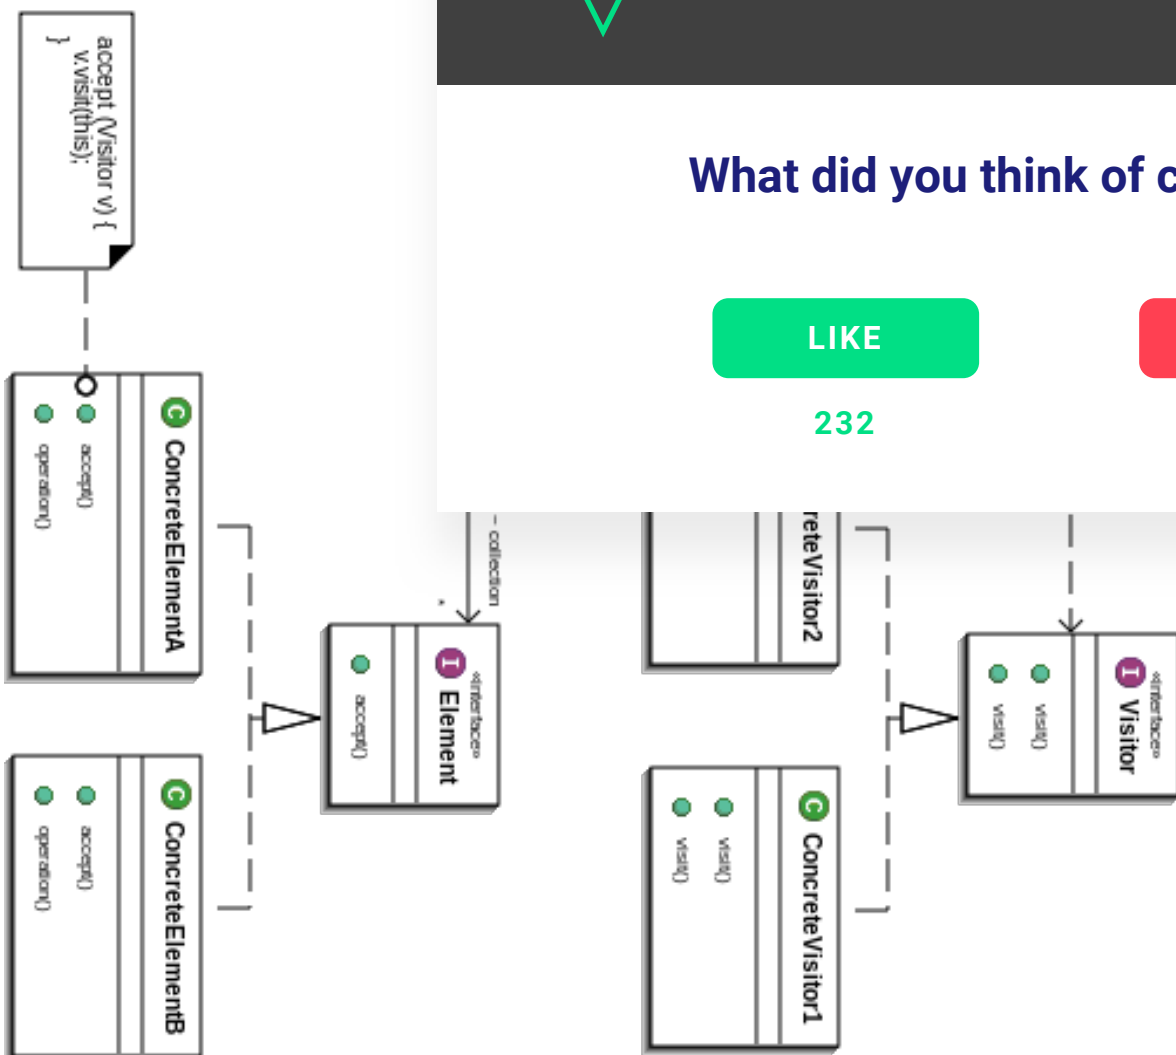 What did you think of c
LIKE
232
accept (Visitor v) {
v.visit(this);
}
ConcreteElementA
accept()
operation()
– collection
*
«interface»
Element
accept()
ConcreteElementB
accept()
operation()
reteVisitor2
«interface»
Visitor
visit()
visit()
ConcreteVisitor1
visit()
visit()